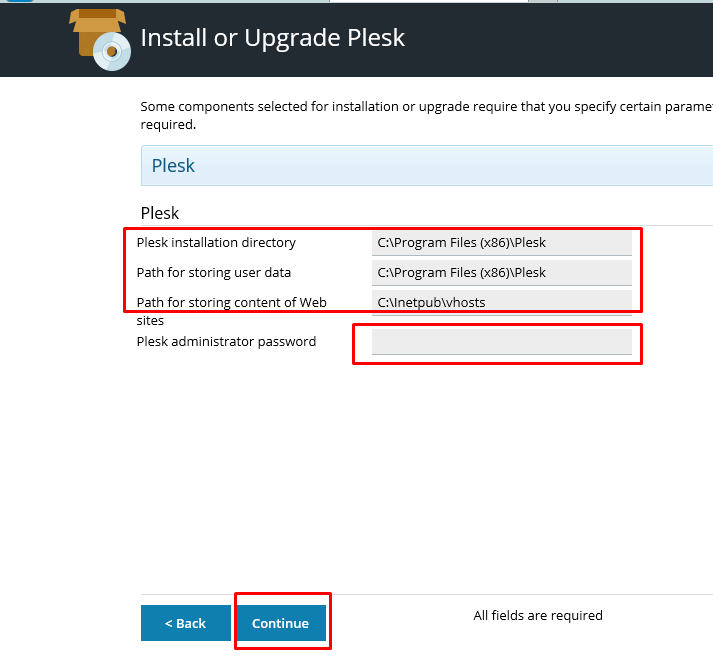 Install or Upgrade Plesk
Some components selected for installation or upgrade require that you specify certain
required.
Plesk
Plesk
Plesk installation directory C:\Program Files (x86)\Plesk
Path for storing user data C:\Program Files (x86)\Plesk
Path for storing content of Web C:\Inetpub\vhosts
sites
Plesk administrator password
< Back Continue All fields are required